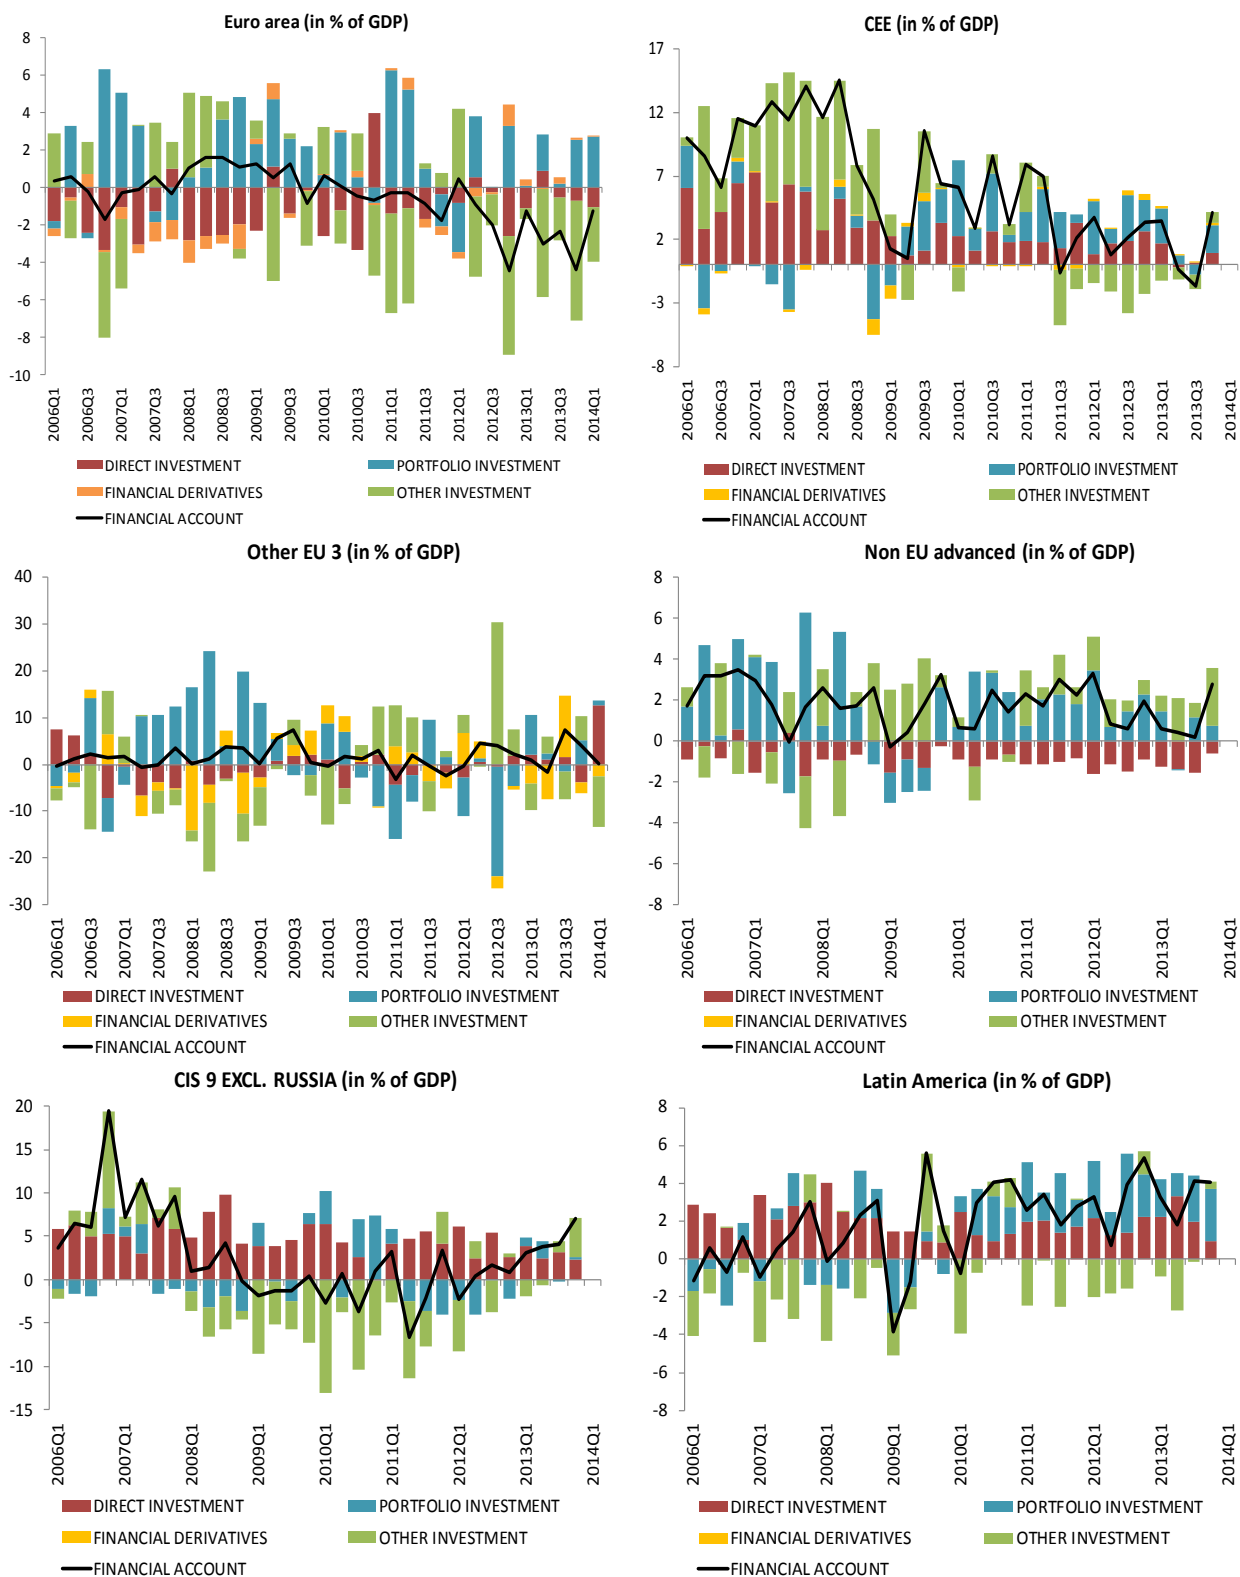 Euro area (in % of GDP)
8
6
4
2
0
-2
-4
-6
-8
-10
2006Q1
2006Q3
2007Q1
2007Q3
2008Q1
2008Q3
2009Q1
2009Q3
2010Q1
2010Q3
2011Q1
2011Q3
2012Q1
2012Q3
2013Q1
2013Q3
2014Q1
DIRECT INVESTMENT
PORTFOLIO INVESTMENT
FINANCIAL DERIVATIVES
OTHER INVESTMENT
FINANCIAL ACCOUNT
CEE (in % of GDP)
17
12
7
2
-3
-8
2006Q1
2006Q3
2007Q1
2007Q3
2008Q1
2008Q3
2009Q1
2009Q3
2010Q1
2010Q3
2011Q1
2011Q3
2012Q1
2012Q3
2013Q1
2013Q3
2014Q1
DIRECT INVESTMENT
PORTFOLIO INVESTMENT
FINANCIAL DERIVATIVES
OTHER INVESTMENT
FINANCIAL ACCOUNT
Other EU 3 (in % of GDP)
40
30
20
10
0
-10
-20
-30
2006Q1
2006Q3
2007Q1
2007Q3
2008Q1
2008Q3
2009Q1
2009Q3
2010Q1
2010Q3
2011Q1
2011Q3
2012Q1
2012Q3
2013Q1
2013Q3
2014Q1
DIRECT INVESTMENT
PORTFOLIO INVESTMENT
FINANCIAL DERIVATIVES
OTHER INVESTMENT
FINANCIAL ACCOUNT
Non EU advanced (in % of GDP)
8
6
4
2
0
-2
-4
-6
-8
2006Q1
2007Q1
2008Q1
2009Q1
2010Q1
2011Q1
2012Q1
2013Q1
2014Q1
DIRECT INVESTMENT
PORTFOLIO INVESTMENT
FINANCIAL DERIVATIVES
OTHER INVESTMENT
FINANCIAL ACCOUNT
CIS 9 EXCL. RUSSIA (in % of GDP)
20
15
10
5
0
-5
-10
-15
2006Q1
2007Q1
2008Q1
2009Q1
2010Q1
2011Q1
2012Q1
2013Q1
2014Q1
DIRECT INVESTMENT
PORTFOLIO INVESTMENT
FINANCIAL DERIVATIVES
OTHER INVESTMENT
FINANCIAL ACCOUNT
Latin America (in % of GDP)
8
6
4
2
0
-2
-4
-6
-8
2006Q1
2007Q1
2008Q1
2009Q1
2010Q1
2011Q1
2012Q1
2013Q1
2014Q1
DIRECT INVESTMENT
PORTFOLIO INVESTMENT
FINANCIAL DERIVATIVES
OTHER INVESTMENT
FINANCIAL ACCOUNT